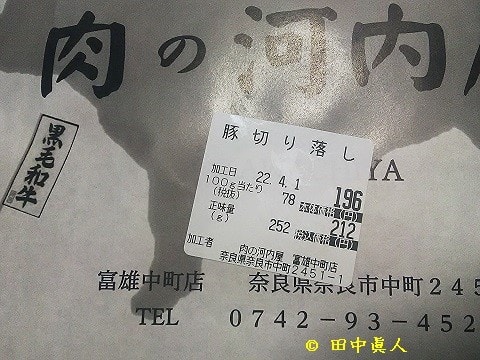 肉の河内屋
黒毛和牛
豚切り落し
YA
加工日 22.4.1
100g当たり
(税抜) 78 本体価格(円) 196
正味量
(g) 252 税込価格(円) 212
加工者 肉の河内屋 富雄中町店
奈良県奈良市中町2451-1
富雄中町店 奈良県奈良市中町245
TEL 0742-93-452
© 田中眞人